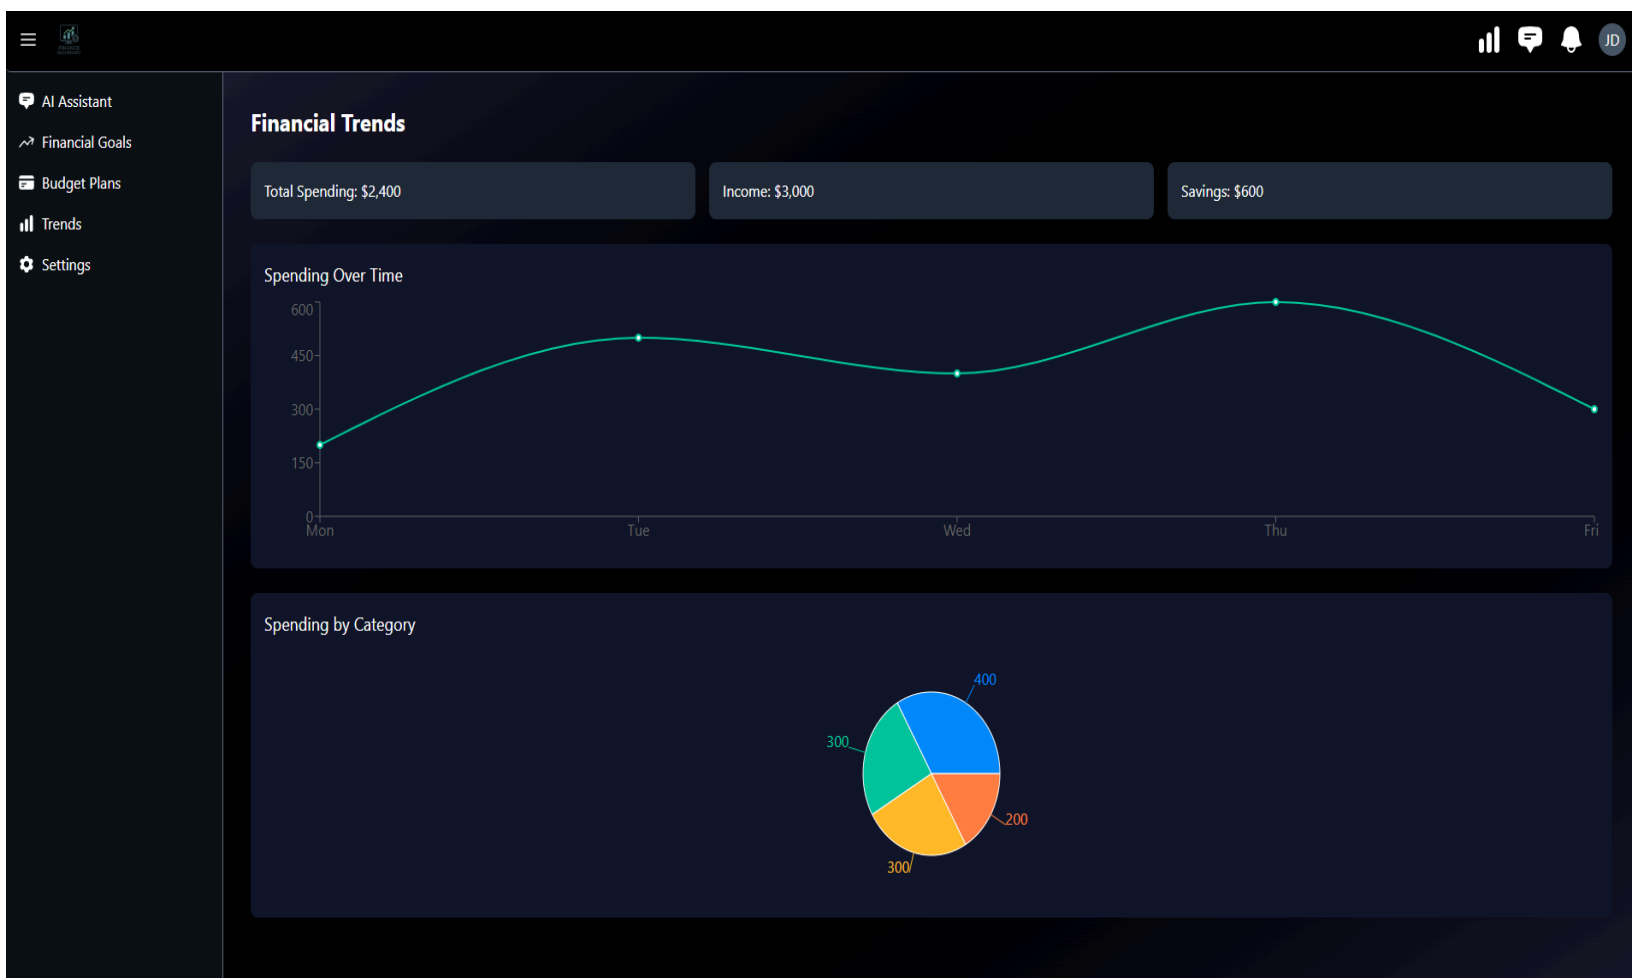 FINANCE
JD
AI Assistant
Financial Goals
Budget Plans
Trends
Settings
Financial Trends
Total Spending: $2,400
Income: $3,000
Savings: $600
Spending Over Time
600
450
300
150
0
Mon Tue Wed Thu Fri
Spending by Category
400
300
200
300